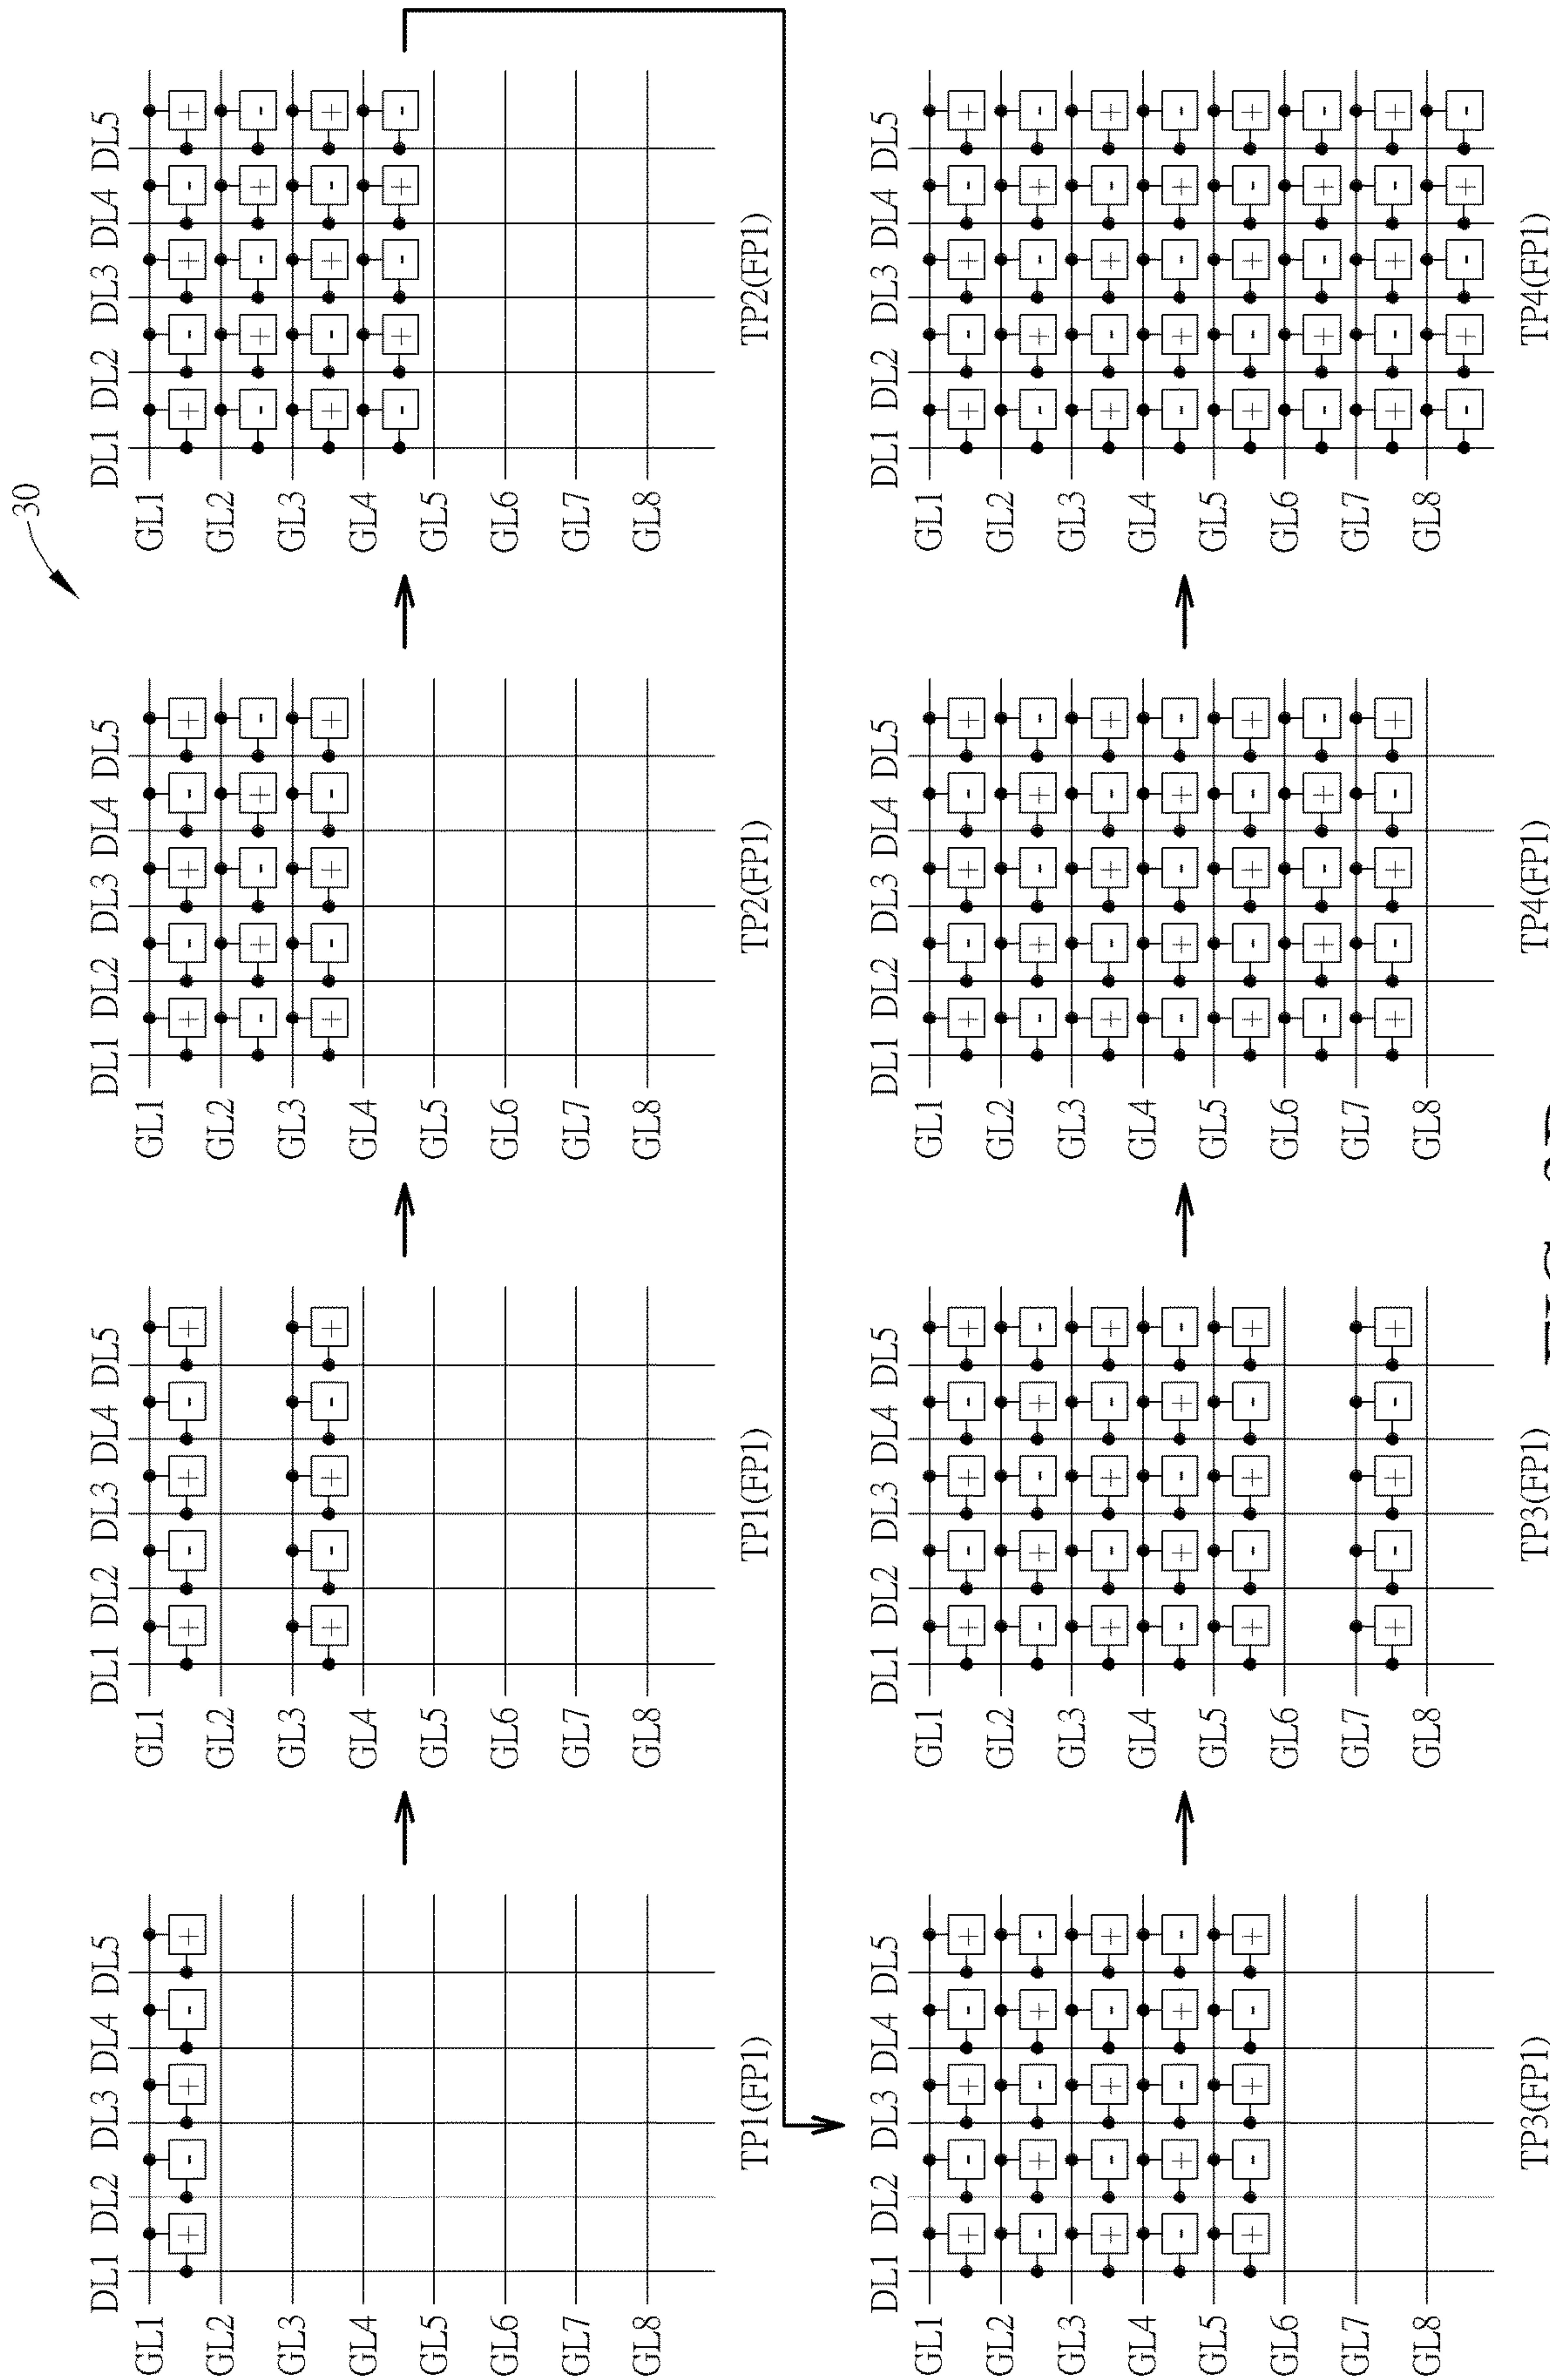 30
DL1 DL2 DL3 DL4 DL5
GL1 + - + - +
GL2
GL3
GL4
GL5
GL6
GL7
GL8
TP1(FP1)
DL1 DL2 DL3 DL4 DL5
GL1 + - + - +
GL2
GL3 + - + - +
GL4
GL5
GL6
GL7
GL8
TP1(FP1)
DL1 DL2 DL3 DL4 DL5
GL1 + - + - +
GL2 - + - + -
GL3 + - + - +
GL4
GL5
GL6
GL7
GL8
TP2(FP1)
DL1 DL2 DL3 DL4 DL5
GL1 + - + - +
GL2 - + - + -
GL3 + - + - +
GL4 - + - + -
GL5
GL6
GL7
GL8
TP2(FP1)
DL1 DL2 DL3 DL4 DL5
GL1 + - + - +
GL2 - + - + -
GL3 + - + - +
GL4 - + - + -
GL5 + - + - +
GL6
GL7
GL8
TP3(FP1)
DL1 DL2 DL3 DL4 DL5
GL1 + - + - +
GL2 - + - + -
GL3 + - + - +
GL4 - + - + -
GL5 + - + - +
GL6
GL7 + - + - +
GL8
TP3(FP1)
DL1 DL2 DL3 DL4 DL5
GL1 + - + - +
GL2 - + - + -
GL3 + - + - +
GL4 - + - + -
GL5 + - + - +
GL6 - + - + -
GL7 + - + - +
GL8
TP4(FP1)
DL1 DL2 DL3 DL4 DL5
GL1 + - + - +
GL2 - + - + -
GL3 + - + - +
GL4 - + - + -
GL5 + - + - +
GL6 - + - + -
GL7 + - + - +
GL8 - + - + -
TP4(FP1)